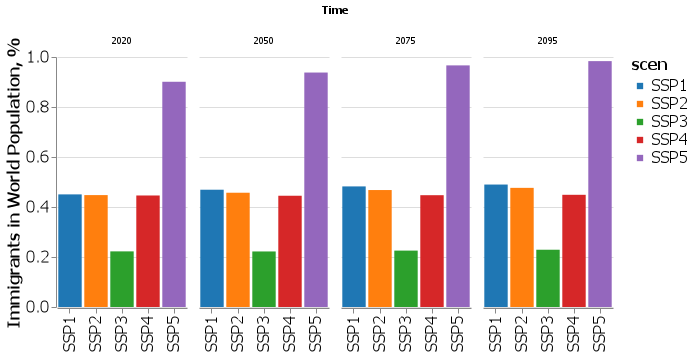 Time
2020 2050 2075 2095
Immigrants in World Population, %
1.0
0.8
0.6
0.4
0.2
0.0
SSP1 SSP2 SSP3 SSP4 SSP5 SSP1 SSP2 SSP3 SSP4 SSP5 SSP1 SSP2 SSP3 SSP4 SSP5 SSP1 SSP2 SSP3 SSP4 SSP5
scen
SSP1
SSP2
SSP3
SSP4
SSP5